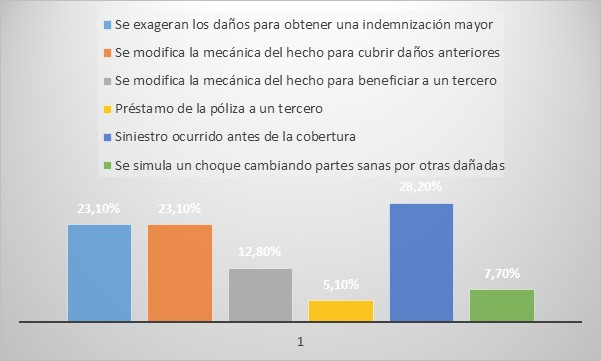 Se exageran los daños para obtener una indemnización mayor
Se modifica la mecánica del hecho para cubrir daños anteriores
Se modifica la mecánica del hecho para beneficiar a un tercero
Préstamo de la póliza a un tercero
Siniestro ocurrido antes de la cobertura
Se simula un choque cambiando partes sanas por otras dañadas
23,10%
23,10%
12,80%
5,10%
28,20%
7,70%
1